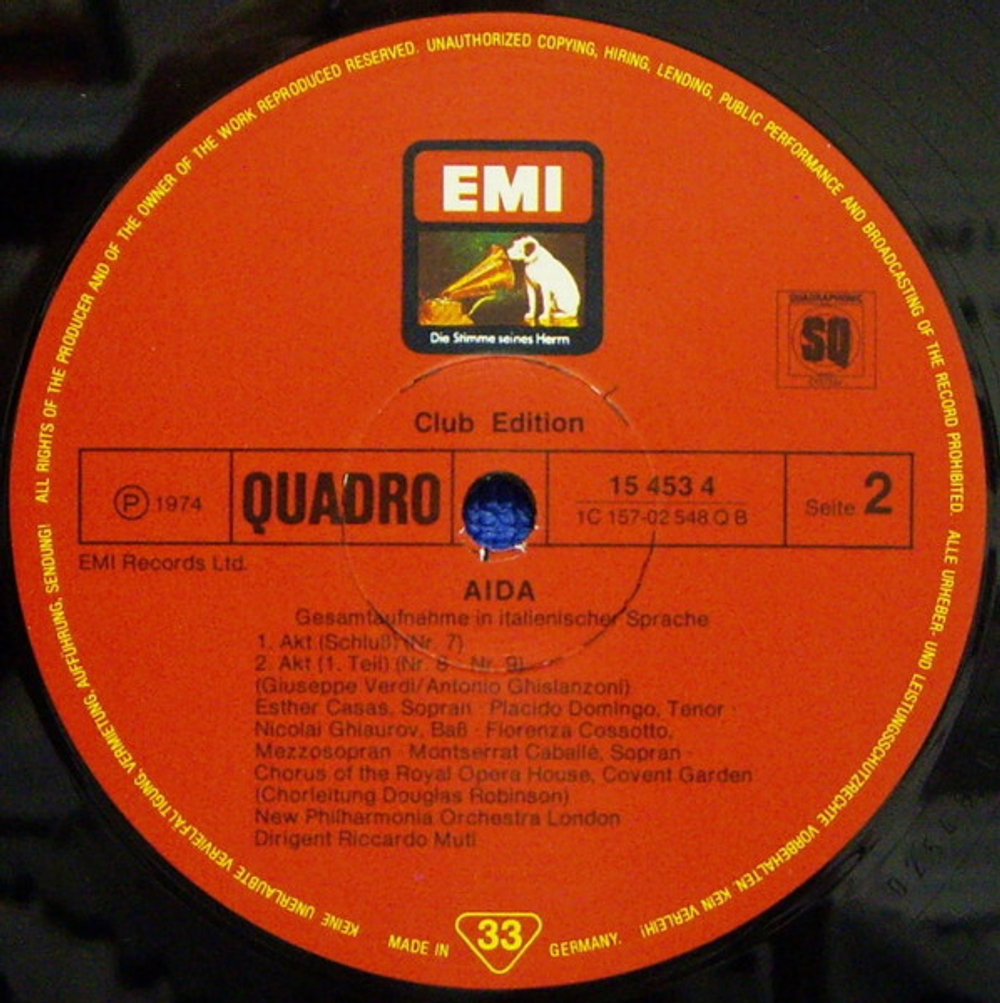 ALL RIGHTS OF THE PRODUCER AND OF THE OWNER OF THE WORK REPRODUCED RESERVED. UNAUTHORIZED COPYING, HIRING, LENDING, PUBLIC PERFORMANCE AND BROADCASTING OF THE RECORD PROHIBITED. ALLE URHEBER- UND LEISTUNGSSCHUTZRECHTE VORBEHALTEN. KEIN VERLEIH! KEINE UNERLAUBTE VERVIELFÄLTIGUNG, VERMIETUNG, AUFFÜHRUNG, SENDUNG!
EMI
Die Stimme seines Herrn
QUADRAPHONIC
SQ
Club Edition
Ⓟ 1974
QUADRO
15 453 4
1C 157-02 548 Q B
Seite 2
EMI Records Ltd.
AIDA
Gesamtaufnahme in italienischer Sprache
1. Akt (Schluß) (Nr. 7)
2. Akt (1. Teil) (Nr. 8 - Nr. 9)
(Giuseppe Verdi/Antonio Ghislanzoni)
Esther Casas, Sopran · Placido Domingo, Tenor ·
Nicolai Ghiaurov, Baß · Fiorenza Cossotto,
Mezzosopran · Montserrat Caballé, Sopran ·
Chorus of the Royal Opera House, Covent Garden
(Chorleitung Douglas Robinson)
New Philharmonia Orchestra London
Dirigent Riccardo Muti
MADE IN 33 GERMANY.